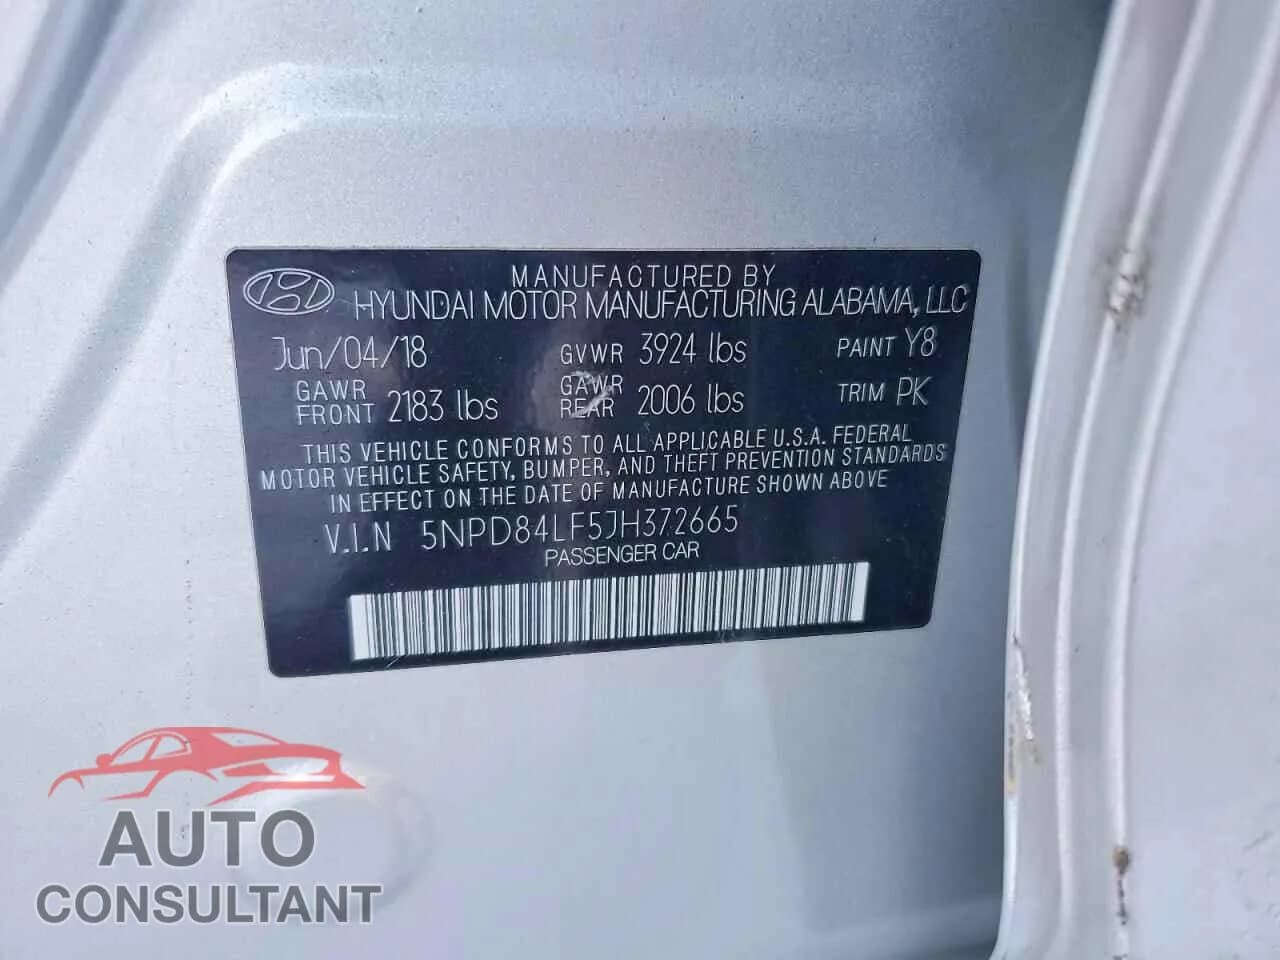 MANUFACTURED BY
HYUNDAI MOTOR MANUFACTURING ALABAMA, LLC
Jun/04/18 GVWR 3924 lbs PAINT Y8
GAWR FRONT 2183 lbs GAWR REAR 2006 lbs TRIM PK
THIS VEHICLE CONFORMS TO ALL APPLICABLE U.S.A. FEDERAL
MOTOR VEHICLE SAFETY, BUMPER, AND THEFT PREVENTION STANDARDS
IN EFFECT ON THE DATE OF MANUFACTURE SHOWN ABOVE
V.I.N 5NPD84LF5JH372665
PASSENGER CAR
AUTO
CONSULTANT